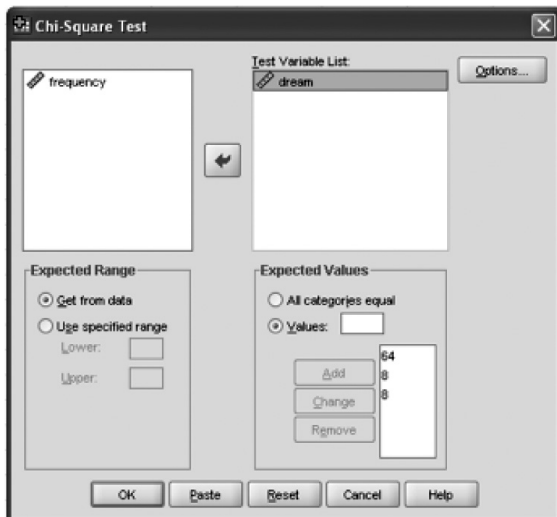 Chi-Square Test
Test Variable List:
frequency
dream
Options...
Expected Range
Get from data
Use specified range
Lower:
Upper:
Expected Values
All categories equal
Values:
Add
Change
Remove
64
8
8
OK
Paste
Reset
Cancel
Help